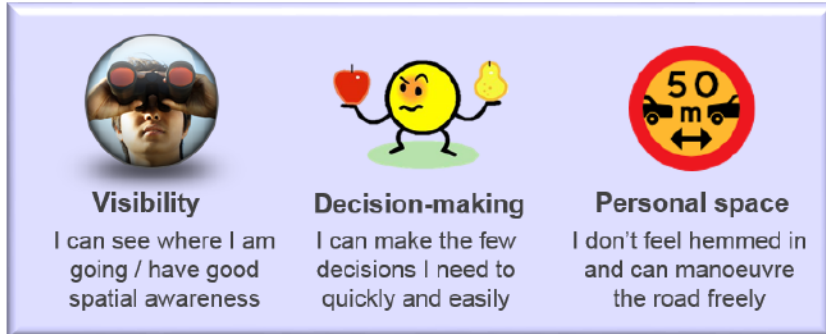 50
m
Visibility
I can see where I am
going / have good
spatial awareness
Decision-making
I can make the few
decisions I need to
quickly and easily
Personal space
I don't feel hemmed in
and can manoeuvre
the road freely